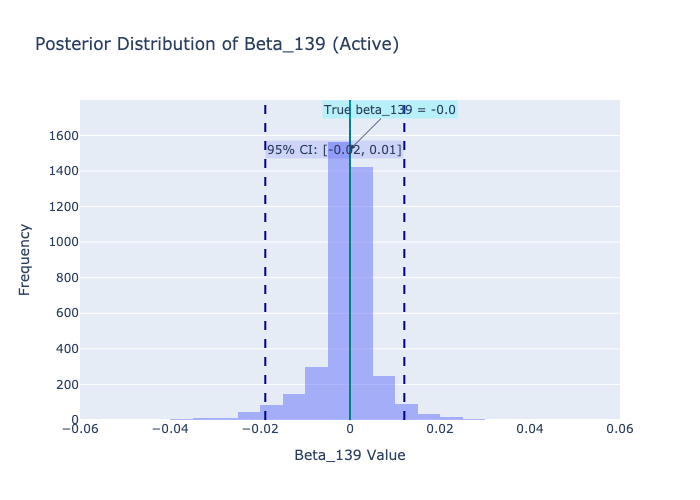 Posterior Distribution of Beta_139 (Active)
True beta_139 = -0.0
95% CI: [-0.02, 0.01]
1600
1400
1200
1000
800
600
400
200
0
Frequency
−0.06 −0.04 −0.02 0 0.02 0.04 0.06
Beta_139 Value